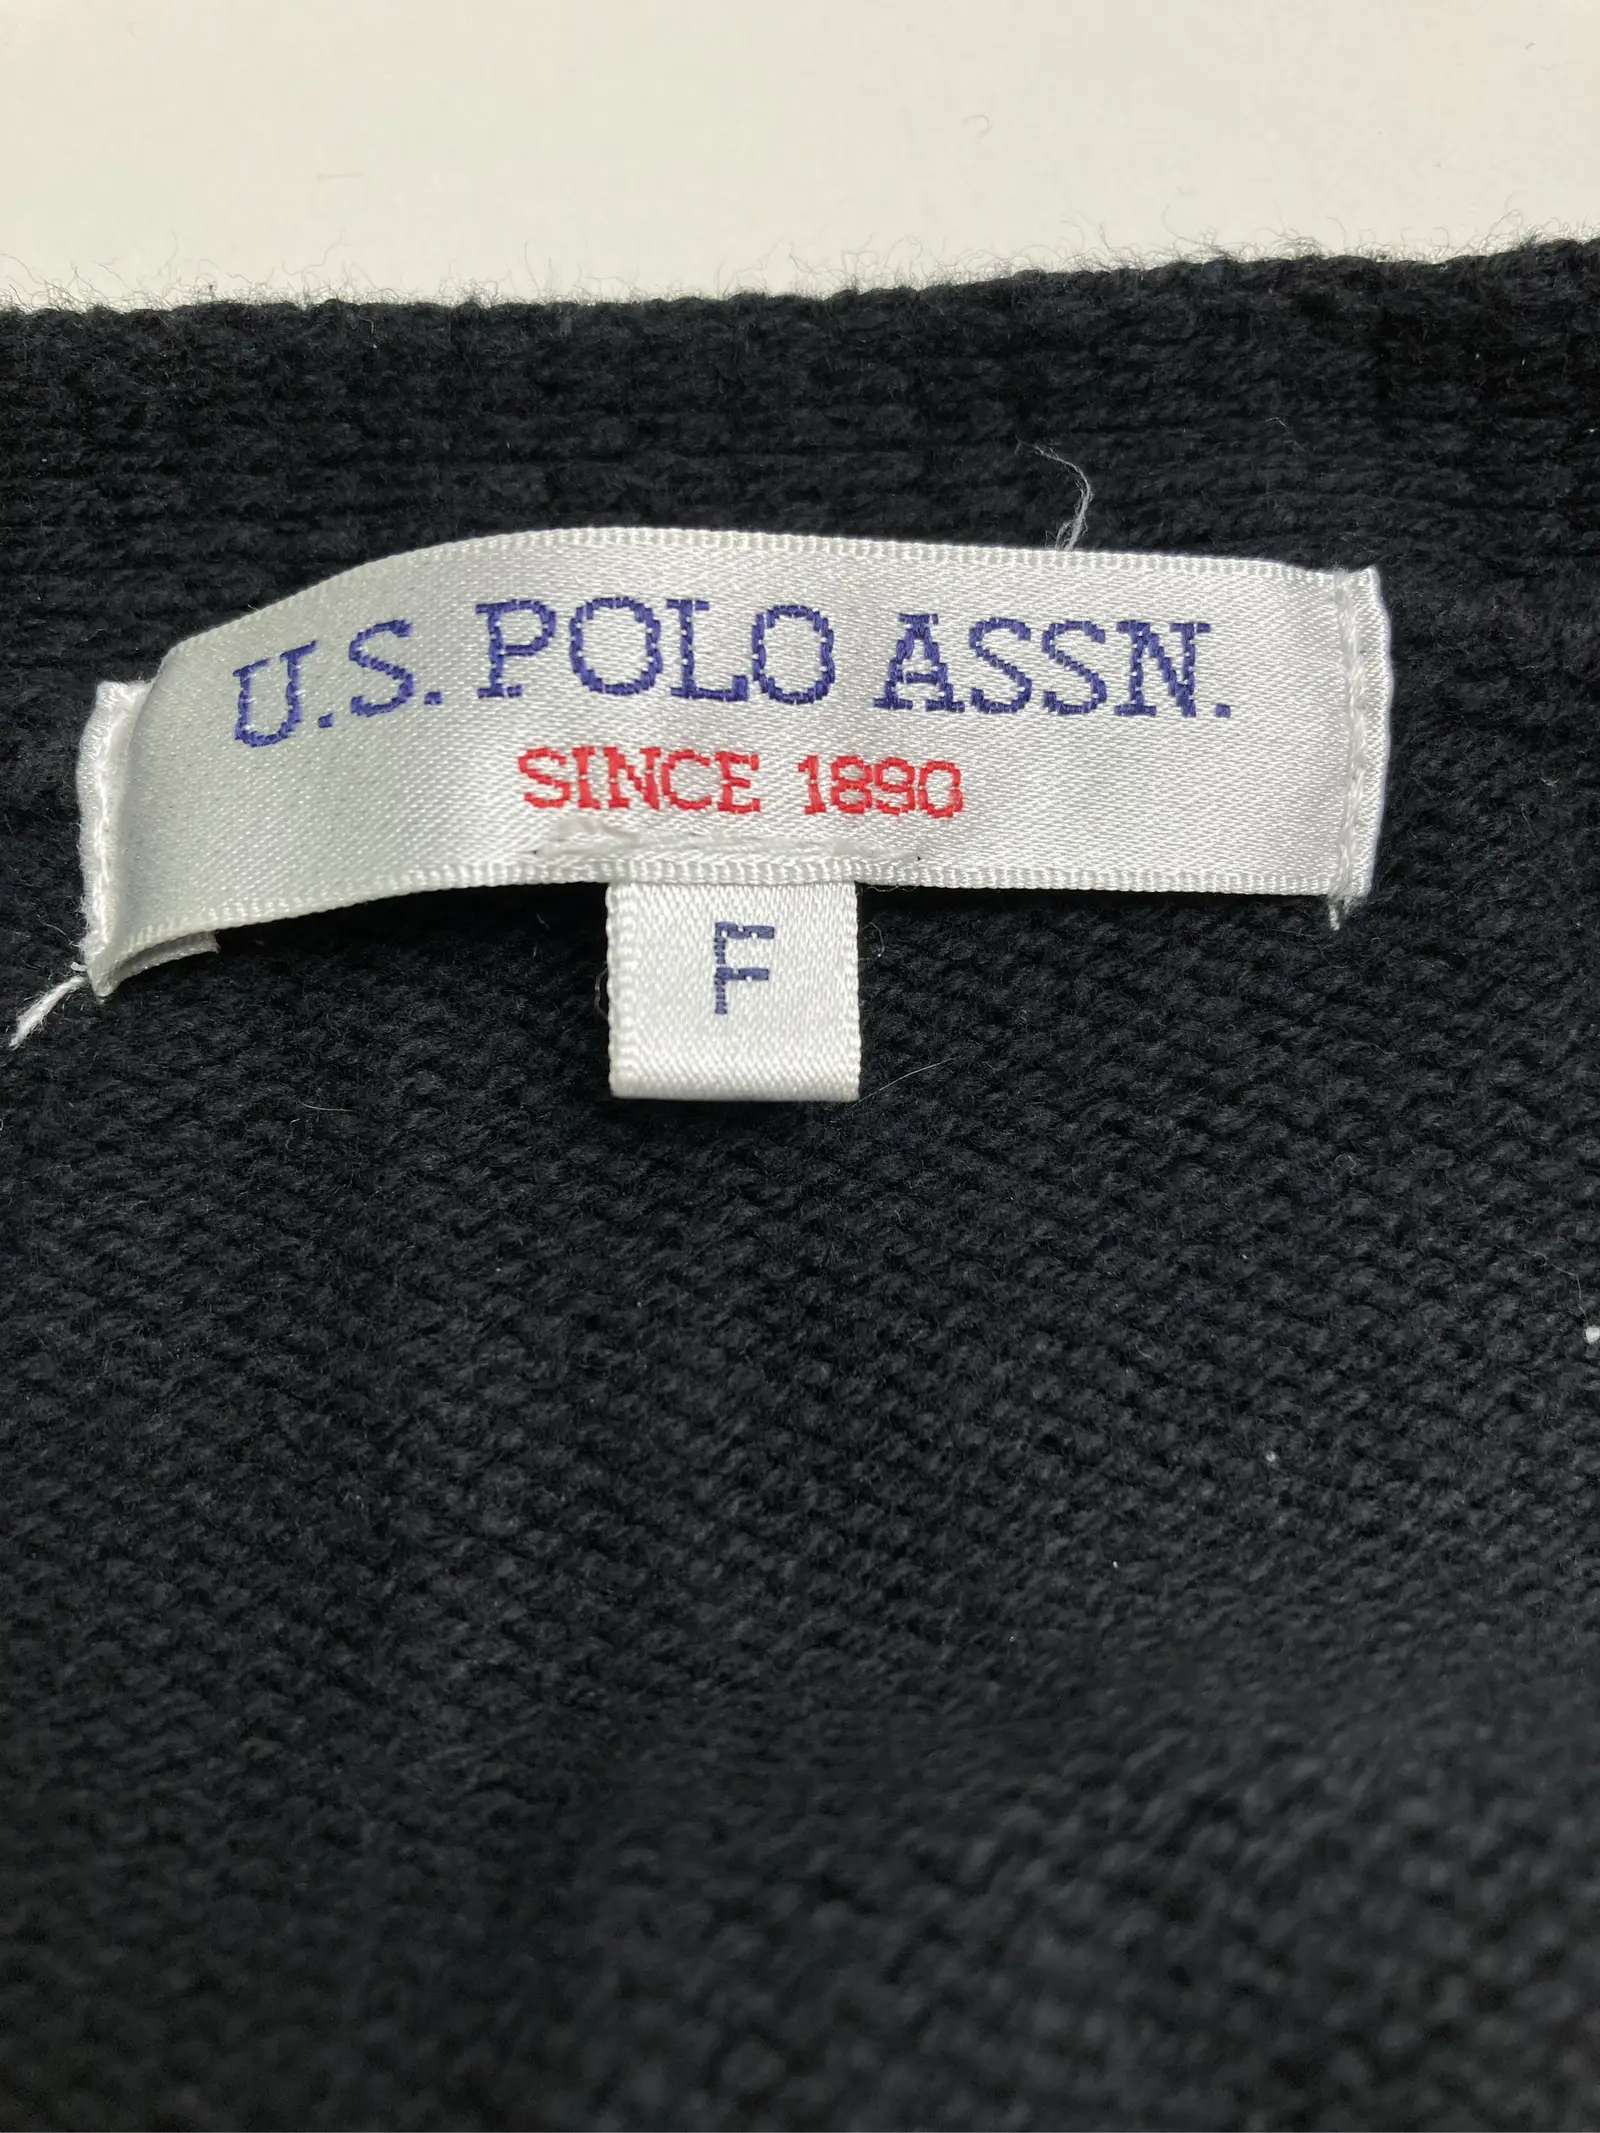 U.S. POLO ASSN.
SINCE 1890
F